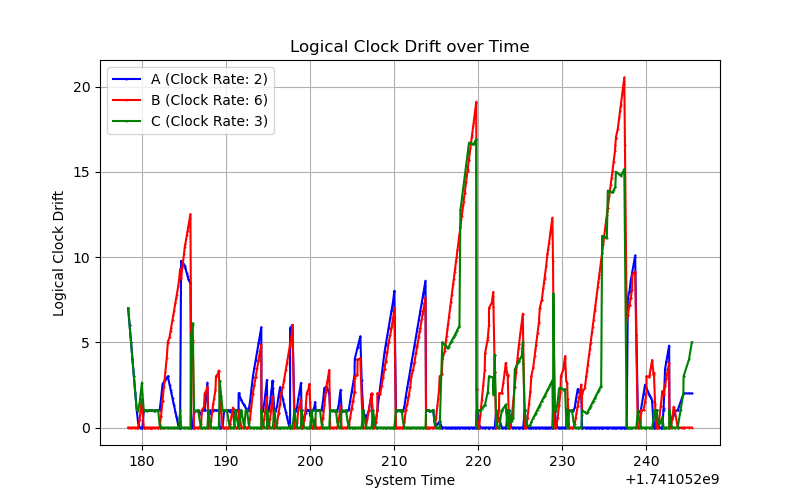 Logical Clock Drift over Time
A (Clock Rate: 2)
B (Clock Rate: 6)
C (Clock Rate: 3)
Logical Clock Drift
20
15
10
5
0
180 190 200 210 220 230 240
System Time
+1.741052e9